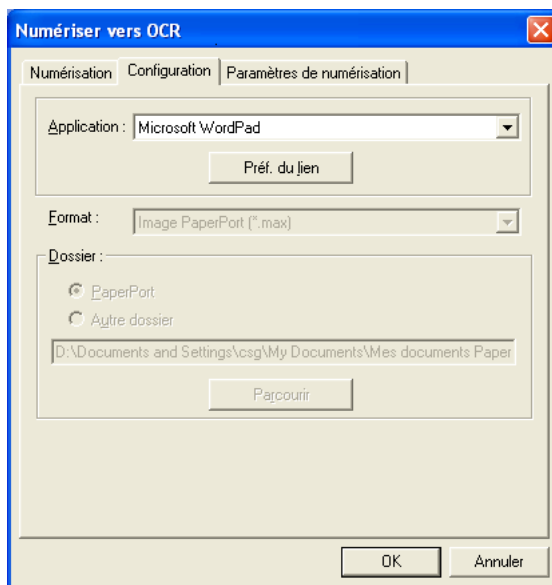 Numériser vers OCR
Numérisation Configuration Paramètres de numérisation
Application : Microsoft WordPad
Préf. du lien
Format : Image PaperPort (*.max)
Dossier :
PaperPort
Autre dossier
D:\Documents and Settings\csg\My Documents\Mes documents Paper
Parcourir
OK Annuler